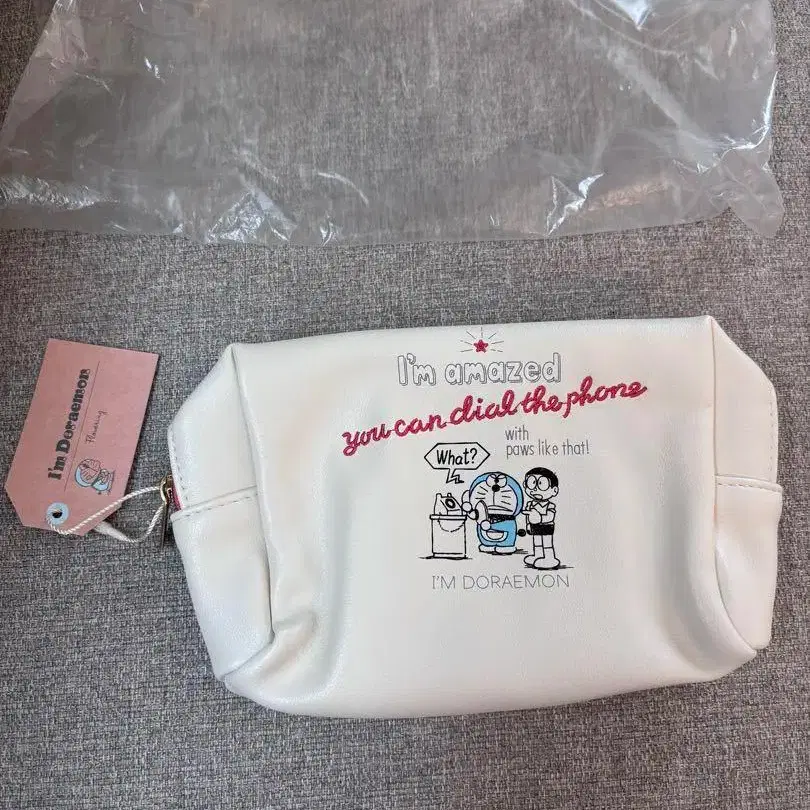 I'm amazed
you can dial the phone
with
paws like that!
What?
I'M DORAEMON
I'm Doraemon